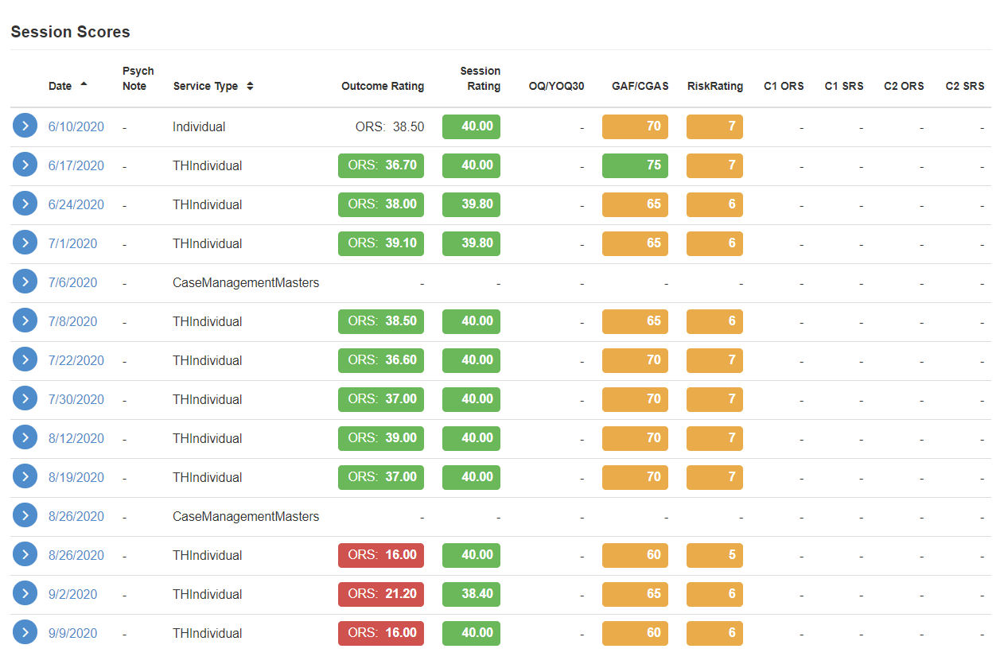 Session Scores
Date Psych Note Service Type Outcome Rating Session Rating OQ/YOQ30 GAF/CGAS RiskRating C1 ORS C1 SRS C2 ORS C2 SRS
6/10/2020 - Individual ORS: 38.50 40.00 - 70 7 - - - -
6/17/2020 - THIndividual ORS: 36.70 40.00 - 75 7 - - - -
6/24/2020 - THIndividual ORS: 38.00 39.80 - 65 6 - - - -
7/1/2020 - THIndividual ORS: 39.10 39.80 - 65 6 - - - -
7/6/2020 - CaseManagementMasters - - - - - - - - -
7/8/2020 - THIndividual ORS: 38.50 40.00 - 65 6 - - - -
7/22/2020 - THIndividual ORS: 36.60 40.00 - 70 7 - - - -
7/30/2020 - THIndividual ORS: 37.00 40.00 - 70 7 - - - -
8/12/2020 - THIndividual ORS: 39.00 40.00 - 70 7 - - - -
8/19/2020 - THIndividual ORS: 37.00 40.00 - 70 7 - - - -
8/26/2020 - CaseManagementMasters - - - - - - - - -
8/26/2020 - THIndividual ORS: 16.00 40.00 - 60 5 - - - -
9/2/2020 - THIndividual ORS: 21.20 38.40 - 65 6 - - - -
9/9/2020 - THIndividual ORS: 16.00 40.00 - 60 6 - - - -